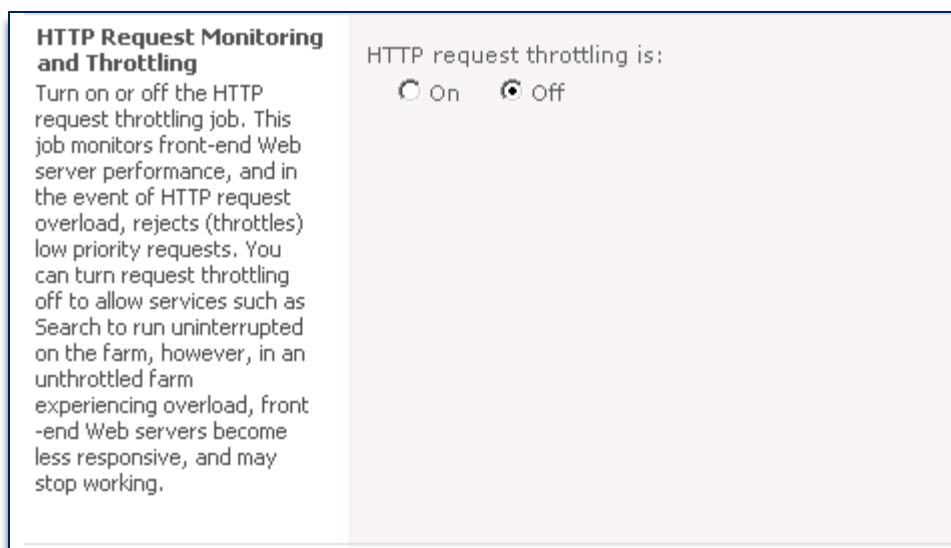 HTTP Request Monitoring
and Throttling
Turn on or off the HTTP
request throttling job. This
job monitors front-end Web
server performance, and in
the event of HTTP request
overload, rejects (throttles)
low priority requests. You
can turn request throttling
off to allow services such as
Search to run uninterrupted
on the farm, however, in an
unthrottled farm
experiencing overload, front
-end Web servers become
less responsive, and may
stop working.
HTTP request throttling is:
On Off